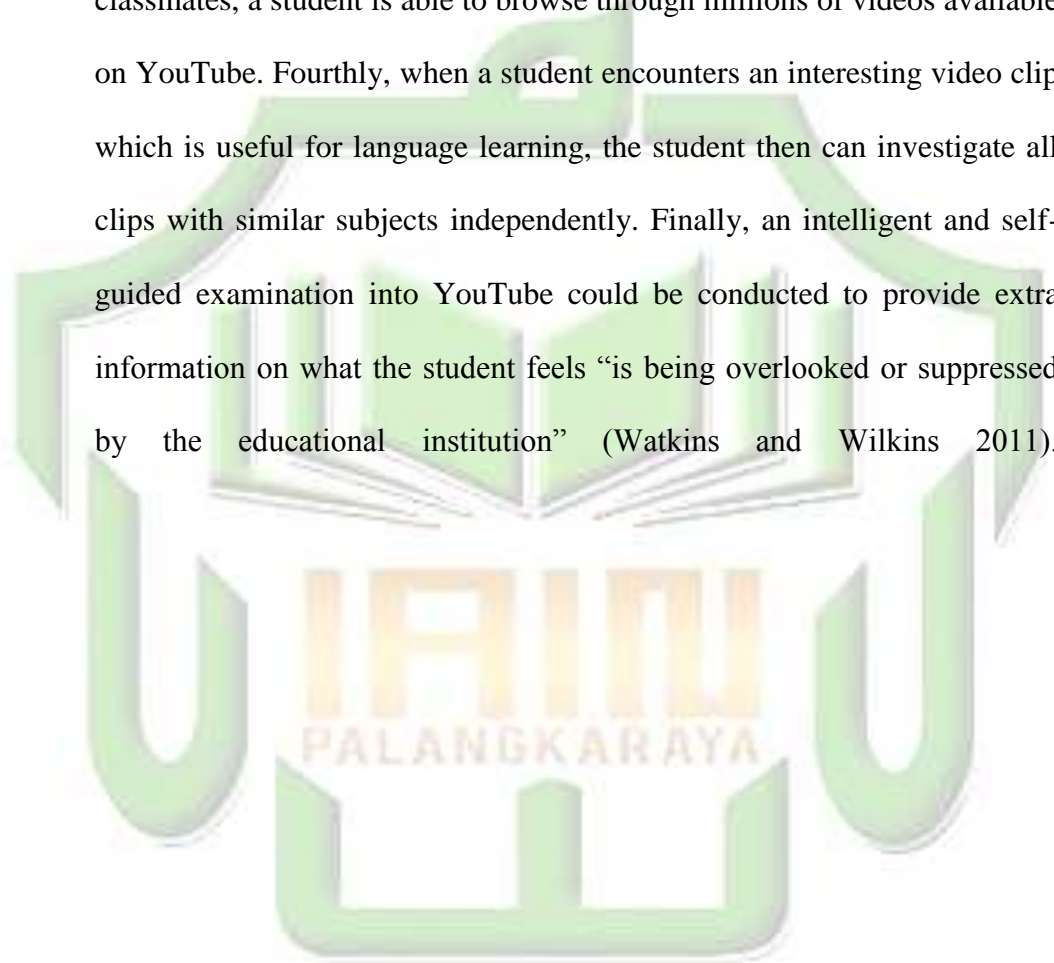 classmates, a student is able to browse through millions of videos available
on YouTube. Fourthly, when a student encounters an interesting video clip
which is useful for language learning, the student then can investigate all
clips with similar subjects independently. Finally, an intelligent and self-
guided examination into YouTube could be conducted to provide extra
information on what the student feels “is being overlooked or suppressed
by the educational institution” (Watkins and Wilkins 2011).
IAIN
PALANGKARAYA